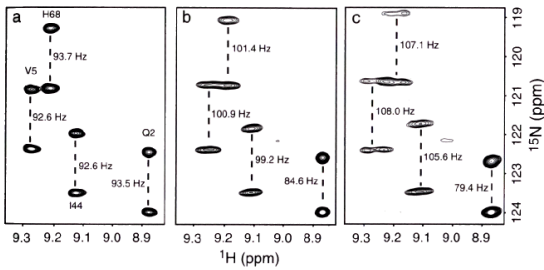 a
H68
93.7 Hz
V5
92.6 Hz
92.6 Hz
Q2
93.5 Hz
I44
b
101.4 Hz
100.9 Hz
99.2 Hz
84.6 Hz
c
107.1 Hz
108.0 Hz
105.6 Hz
79.4 Hz
119
120
121
122
123
124
15N (ppm)
9.3 9.2 9.1 9.0 8.9
9.3 9.2 9.1 9.0 8.9
9.3 9.2 9.1 9.0 8.9
1H (ppm)